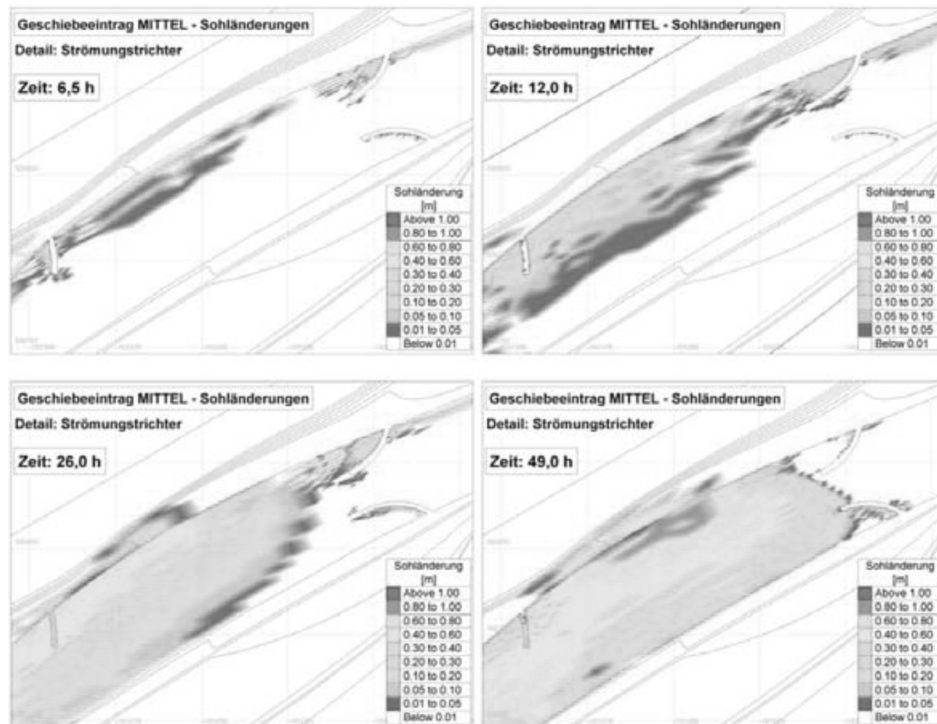 Geschiebeeintrag MITTEL - Sohländerungen
Detail: Strömungstrichter
Zeit: 6,5 h
Sohländerung
[m]
Above 1.00
0.80 to 1.00
0.60 to 0.80
0.40 to 0.60
0.30 to 0.40
0.20 to 0.30
0.10 to 0.20
0.05 to 0.10
0.01 to 0.05
Below 0.01
Geschiebeeintrag MITTEL - Sohländerungen
Detail: Strömungstrichter
Zeit: 12,0 h
Sohländerung
[m]
Above 1.00
0.80 to 1.00
0.60 to 0.80
0.40 to 0.60
0.30 to 0.40
0.20 to 0.30
0.10 to 0.20
0.05 to 0.10
0.01 to 0.05
Below 0.01
Geschiebeeintrag MITTEL - Sohländerungen
Detail: Strömungstrichter
Zeit: 26,0 h
Sohländerung
[m]
Above 1.00
0.80 to 1.00
0.60 to 0.80
0.40 to 0.60
0.30 to 0.40
0.20 to 0.30
0.10 to 0.20
0.05 to 0.10
0.01 to 0.05
Below 0.01
Geschiebeeintrag MITTEL - Sohländerungen
Detail: Strömungstrichter
Zeit: 49,0 h
Sohländerung
[m]
Above 1.00
0.80 to 1.00
0.60 to 0.80
0.40 to 0.60
0.30 to 0.40
0.20 to 0.30
0.10 to 0.20
0.05 to 0.10
0.01 to 0.05
Below 0.01